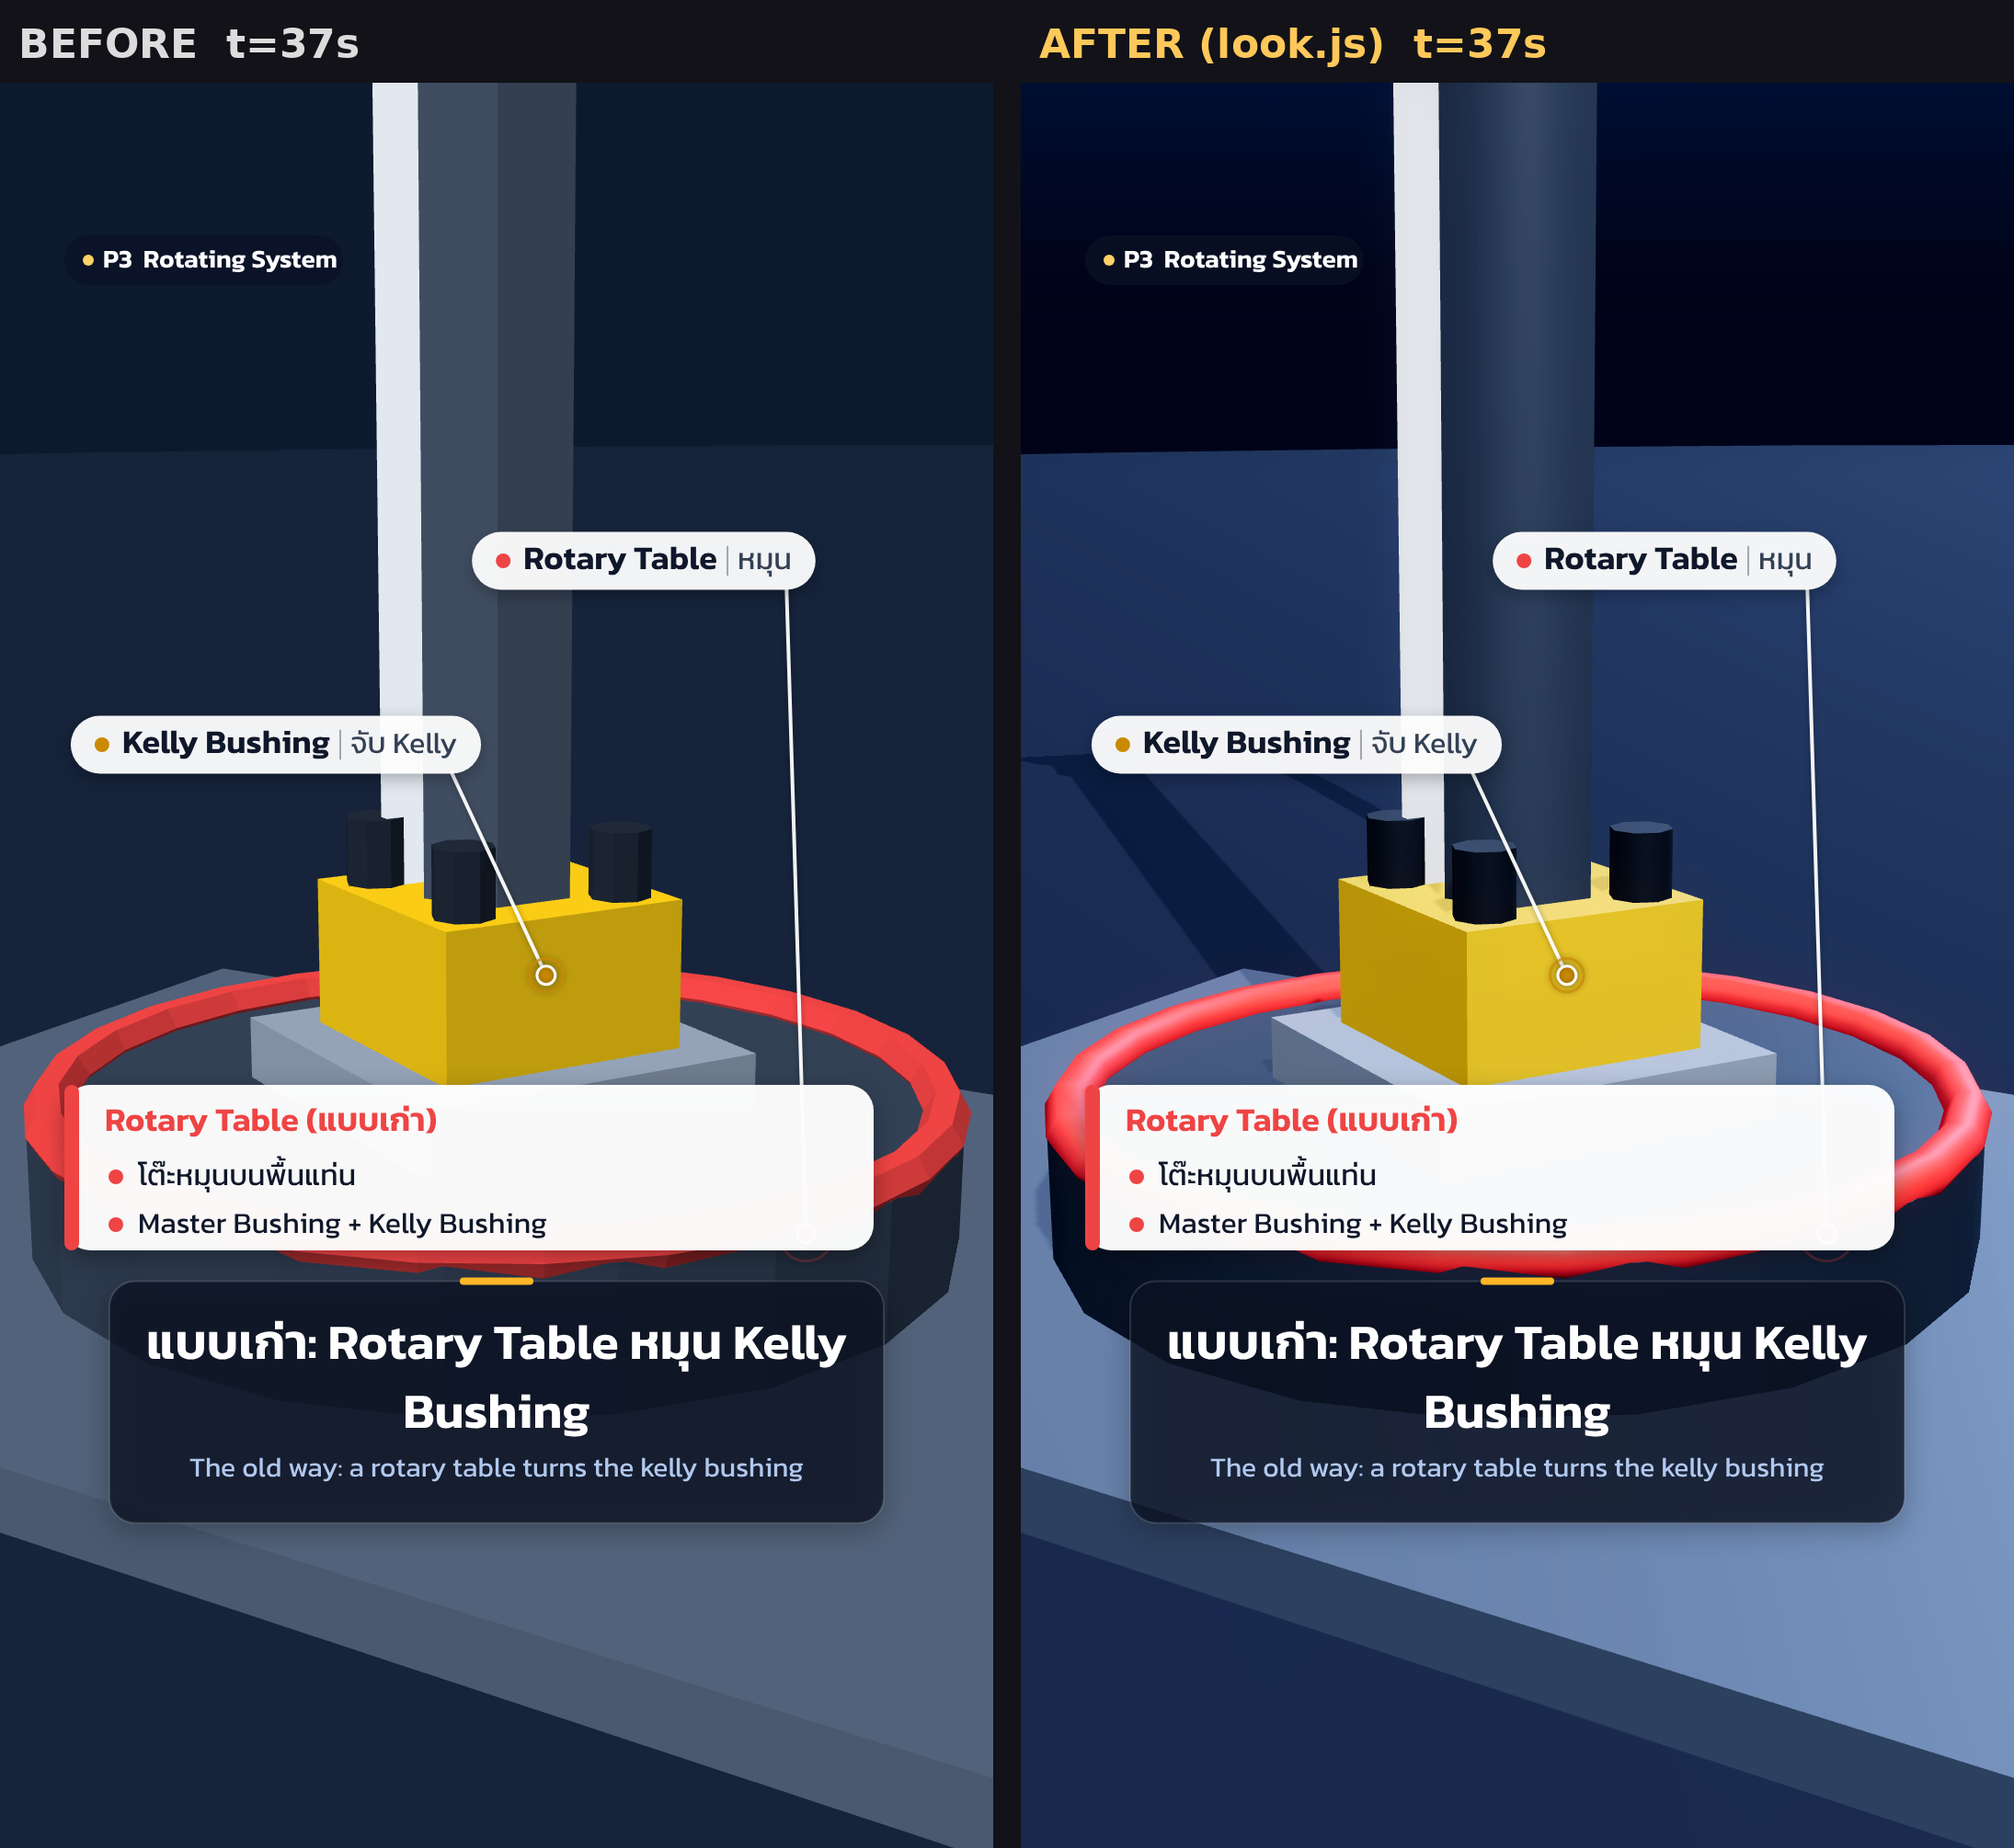 BEFORE t=37s
P3 Rotating System
Rotary Table | หมุน
Kelly Bushing | จับ Kelly
Rotary Table (แบบเก่า)
โต๊ะหมุนบนพื้นแท่น
Master Bushing + Kelly Bushing
แบบเก่า: Rotary Table หมุน Kelly
Bushing
The old way: a rotary table turns the kelly bushing
AFTER (look.js) t=37s
P3 Rotating System
Rotary Table | หมุน
Kelly Bushing | จับ Kelly
Rotary Table (แบบเก่า)
โต๊ะหมุนบนพื้นแท่น
Master Bushing + Kelly Bushing
แบบเก่า: Rotary Table หมุน Kelly
Bushing
The old way: a rotary table turns the kelly bushing